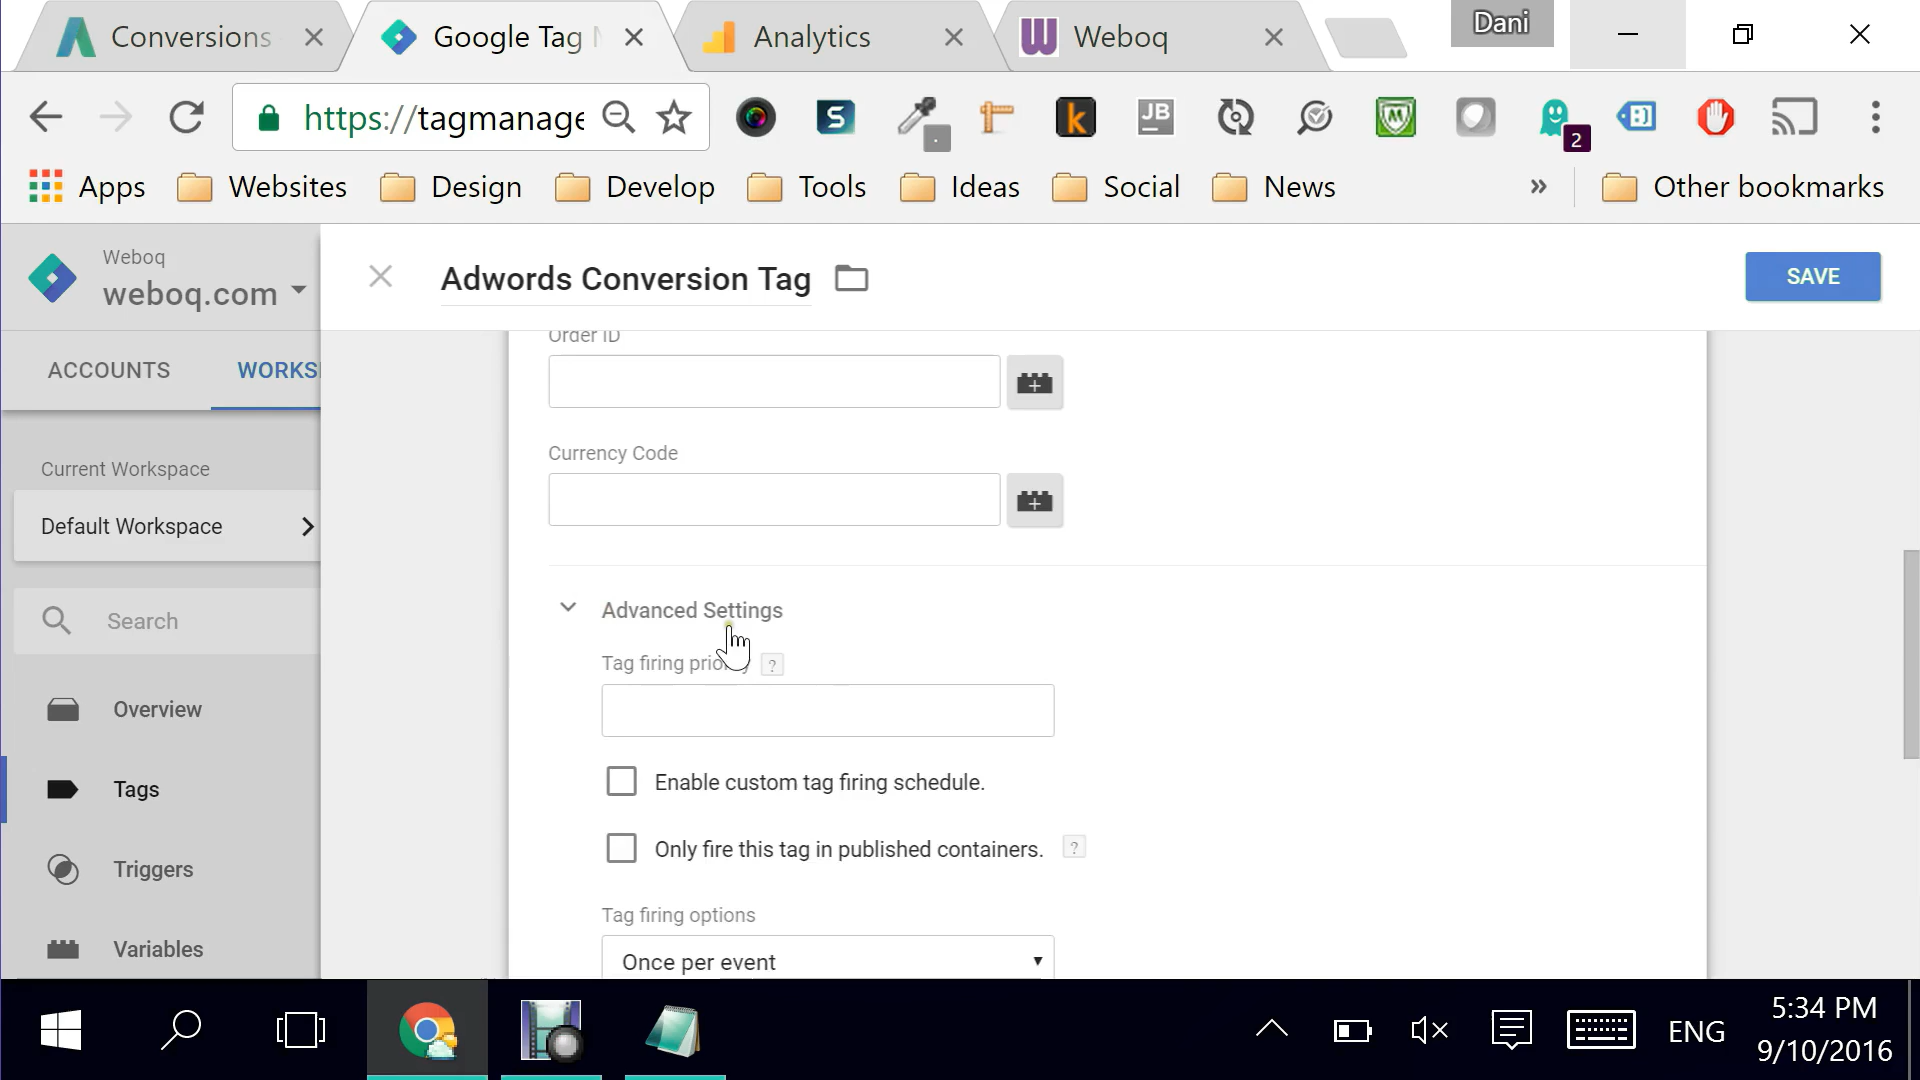 Conversions
Google Tag M
Analytics
Weboq
Dani
https://tagmanage
S
k
JB
M
2
Apps
Websites
Design
Develop
Tools
Ideas
Social
News
»
Other bookmarks
Weboq
weboq.com
Adwords Conversion Tag
SAVE
ACCOUNTS
WORKS
Order ID
Currency Code
Current Workspace
Default Workspace
Search
Advanced Settings
Tag firing prio y ?
Overview
Tags
Enable custom tag firing schedule.
Triggers
Only fire this tag in published containers. ?
Tag firing options
Variables
Once per event
ENG
5:34 PM
9/10/2016